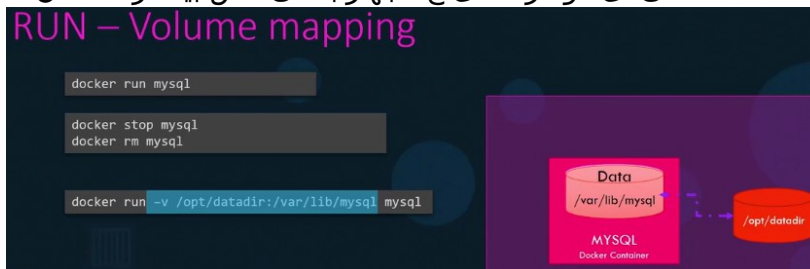 RUN – Volume mapping
docker run mysql
docker stop mysql
docker rm mysql
docker run -v /opt/datadir:/var/lib/mysql mysql
Data
/var/lib/mysql
/opt/datadir
MYSQL
Docker Container